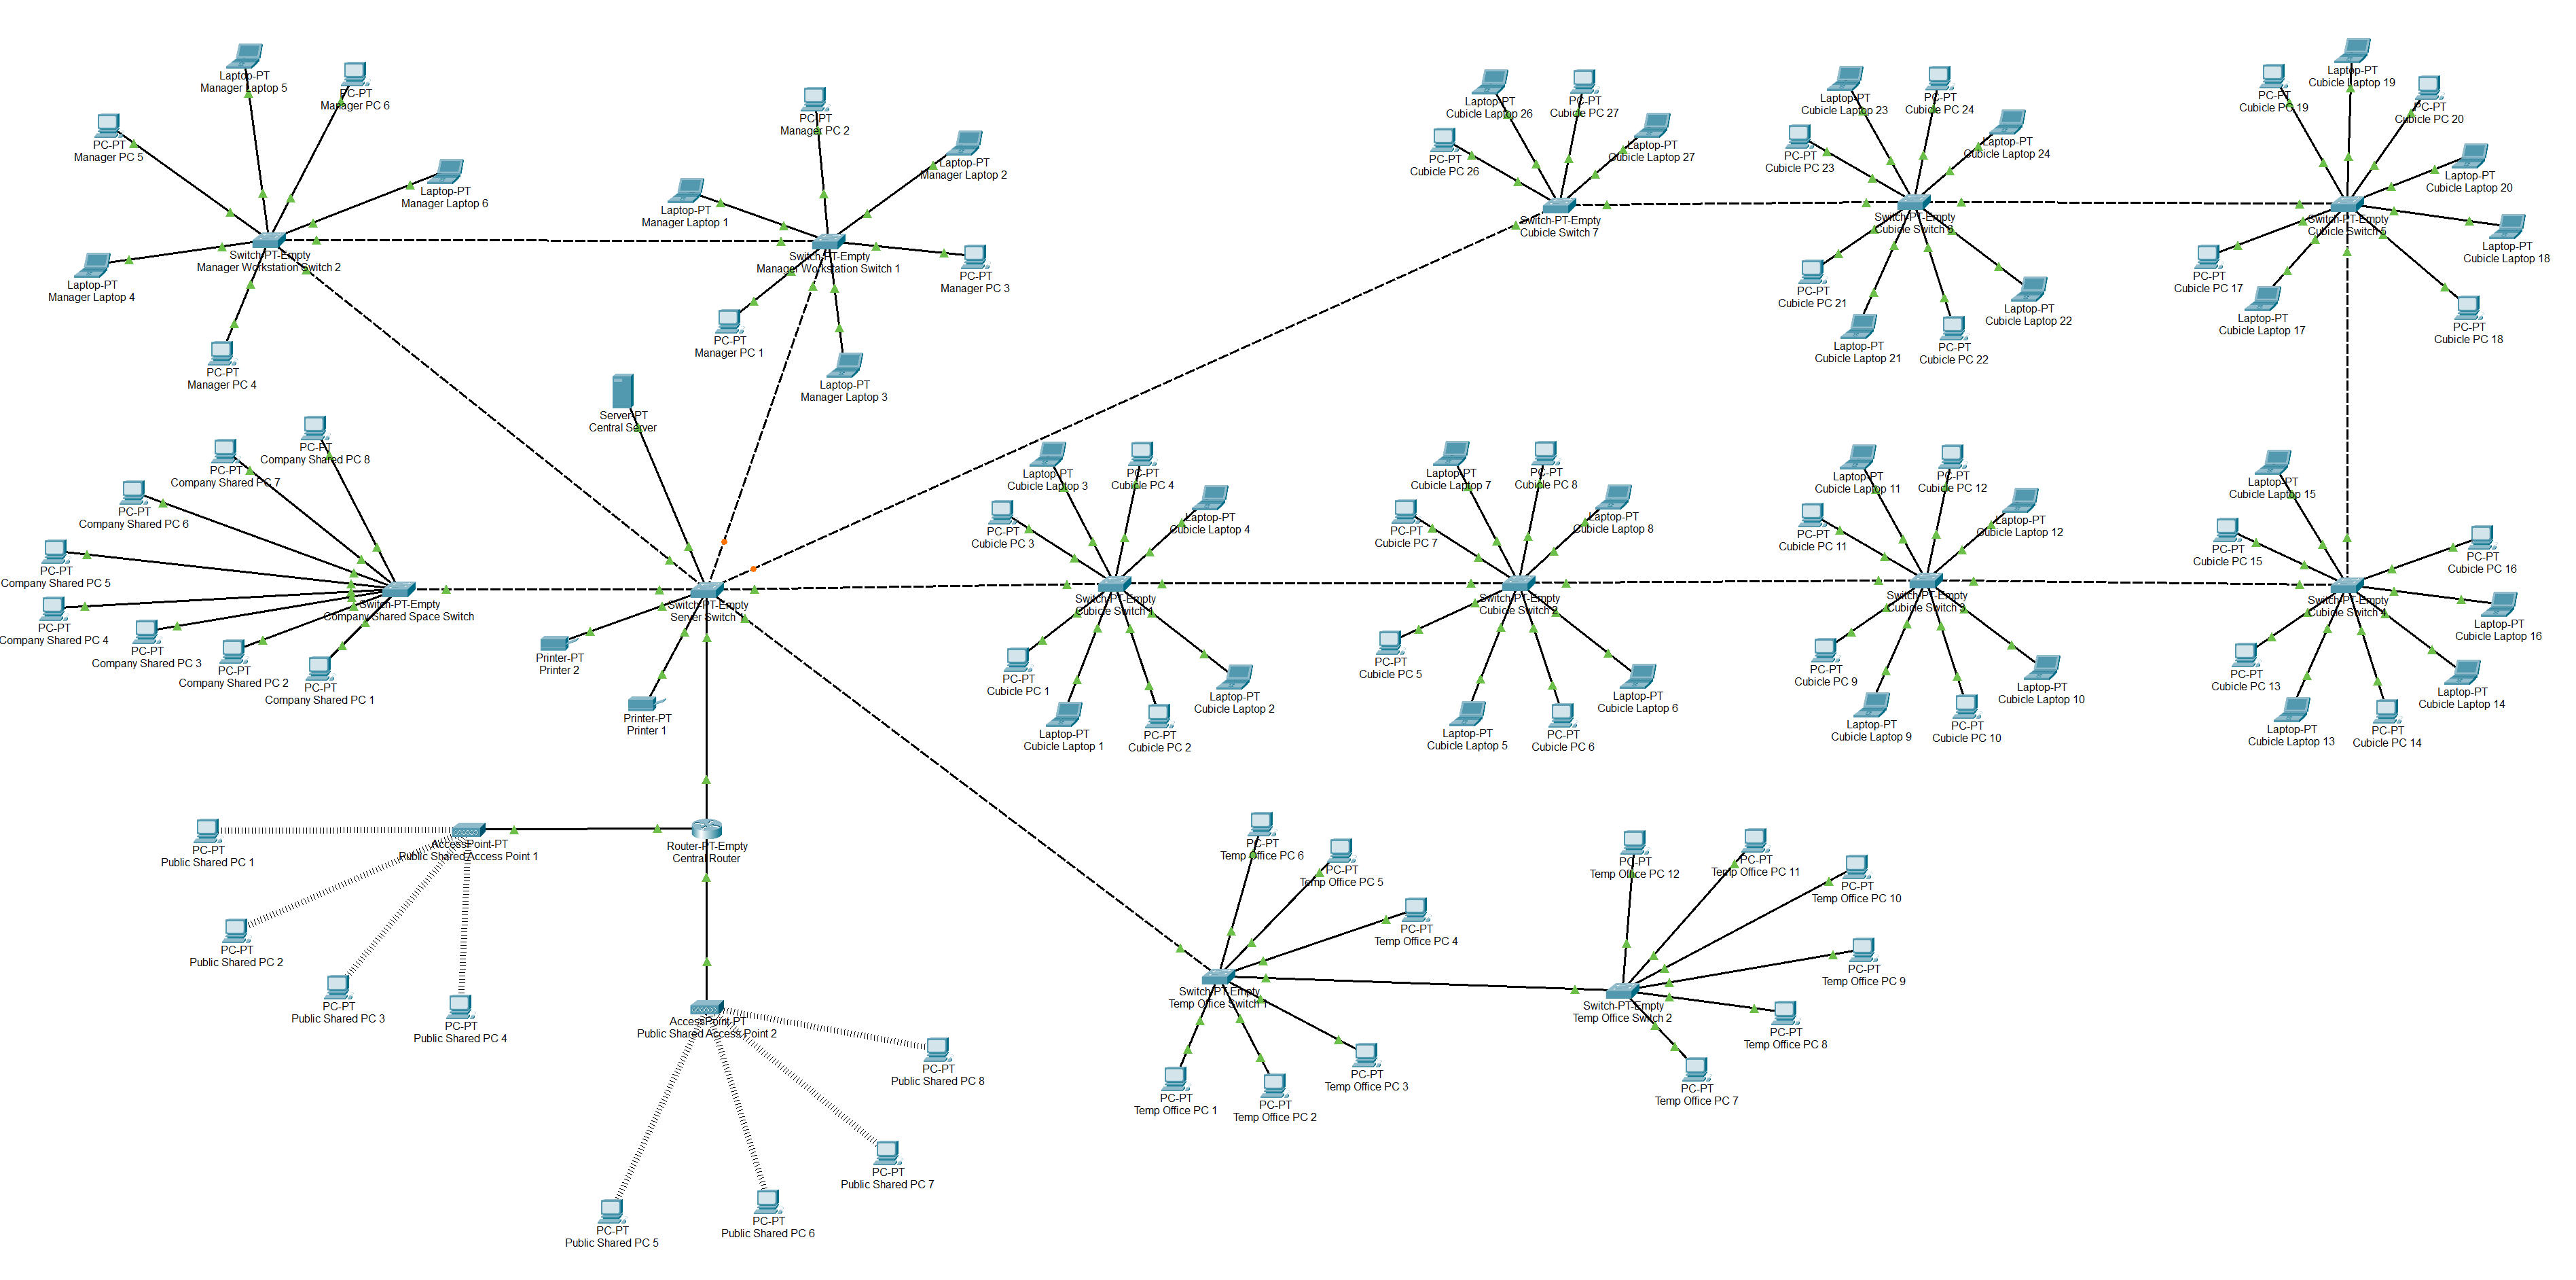 Laptop-PT
Manager Laptop 5
PC-PT
Manager PC 6
PC-PT
Manager PC 5
Laptop-PT
Manager Laptop 6
Switch-PT-Empty
Manager Workstation Switch 2
Laptop-PT
Manager Laptop 4
PC-PT
Manager PC 4
PC-PT
Manager PC 2
Laptop-PT
Manager Laptop 2
Laptop-PT
Manager Laptop 1
Switch-PT-Empty
Manager Workstation Switch 1
PC-PT
Manager PC 3
PC-PT
Manager PC 1
Laptop-PT
Manager Laptop 3
Laptop-PT
Cubicle Laptop 26
PC-PT
Cubicle PC 27
Laptop-PT
Cubicle Laptop 27
PC-PT
Cubicle PC 26
Switch-PT-Empty
Cubicle Switch 7
Laptop-PT
Cubicle Laptop 23
PC-PT
Cubicle PC 24
Laptop-PT
Cubicle Laptop 24
PC-PT
Cubicle PC 23
Switch-PT-Empty
Cubicle Switch 6
PC-PT
Cubicle PC 21
Laptop-PT
Cubicle Laptop 22
Laptop-PT
Cubicle Laptop 21
PC-PT
Cubicle PC 22
Laptop-PT
Cubicle Laptop 19
PC-PT
Cubicle PC 19
PC-PT
Cubicle PC 20
Laptop-PT
Cubicle Laptop 20
Switch-PT-Empty
Cubicle Switch 5
Laptop-PT
Cubicle Laptop 18
PC-PT
Cubicle PC 17
Laptop-PT
Cubicle Laptop 17
PC-PT
Cubicle PC 18
Server-PT
Central Server
PC-PT
Company Shared PC 8
PC-PT
Company Shared PC 7
PC-PT
Company Shared PC 6
PC-PT
Company Shared PC 5
PC-PT
Company Shared PC 4
PC-PT
Company Shared PC 3
PC-PT
Company Shared PC 2
PC-PT
Company Shared PC 1
Switch-PT-Empty
Company Shared Space Switch
Switch-PT-Empty
Server Switch 1
Printer-PT
Printer 2
Printer-PT
Printer 1
Laptop-PT
Cubicle Laptop 3
PC-PT
Cubicle PC 4
Laptop-PT
Cubicle Laptop 4
PC-PT
Cubicle PC 3
Switch-PT-Empty
Cubicle Switch 1
PC-PT
Cubicle PC 1
Laptop-PT
Cubicle Laptop 2
Laptop-PT
Cubicle Laptop 1
PC-PT
Cubicle PC 2
Laptop-PT
Cubicle Laptop 7
PC-PT
Cubicle PC 8
Laptop-PT
Cubicle Laptop 8
PC-PT
Cubicle PC 7
Switch-PT-Empty
Cubicle Switch 2
PC-PT
Cubicle PC 5
Laptop-PT
Cubicle Laptop 6
Laptop-PT
Cubicle Laptop 5
PC-PT
Cubicle PC 6
Laptop-PT
Cubicle Laptop 11
PC-PT
Cubicle PC 12
Laptop-PT
Cubicle Laptop 12
PC-PT
Cubicle PC 11
Switch-PT-Empty
Cubicle Switch 3
PC-PT
Cubicle PC 9
Laptop-PT
Cubicle Laptop 10
Laptop-PT
Cubicle Laptop 9
PC-PT
Cubicle PC 10
Laptop-PT
Cubicle Laptop 15
PC-PT
Cubicle PC 15
PC-PT
Cubicle PC 16
Switch-PT-Empty
Cubicle Switch 4
Laptop-PT
Cubicle Laptop 16
PC-PT
Cubicle PC 13
Laptop-PT
Cubicle Laptop 14
Laptop-PT
Cubicle Laptop 13
PC-PT
Cubicle PC 14
PC-PT
Public Shared PC 1
AccessPoint-PT
Public Shared Access Point 1
Router-PT-Empty
Central Router
PC-PT
Public Shared PC 2
PC-PT
Public Shared PC 3
PC-PT
Public Shared PC 4
AccessPoint-PT
Public Shared Access Point 2
PC-PT
Public Shared PC 8
PC-PT
Public Shared PC 7
PC-PT
Public Shared PC 6
PC-PT
Public Shared PC 5
PC-PT
Temp Office PC 6
PC-PT
Temp Office PC 5
PC-PT
Temp Office PC 4
Switch-PT-Empty
Temp Office Switch 1
PC-PT
Temp Office PC 3
PC-PT
Temp Office PC 1
PC-PT
Temp Office PC 2
PC-PT
Temp Office PC 12
PC-PT
Temp Office PC 11
PC-PT
Temp Office PC 10
PC-PT
Temp Office PC 9
Switch-PT-Empty
Temp Office Switch 2
PC-PT
Temp Office PC 8
PC-PT
Temp Office PC 7